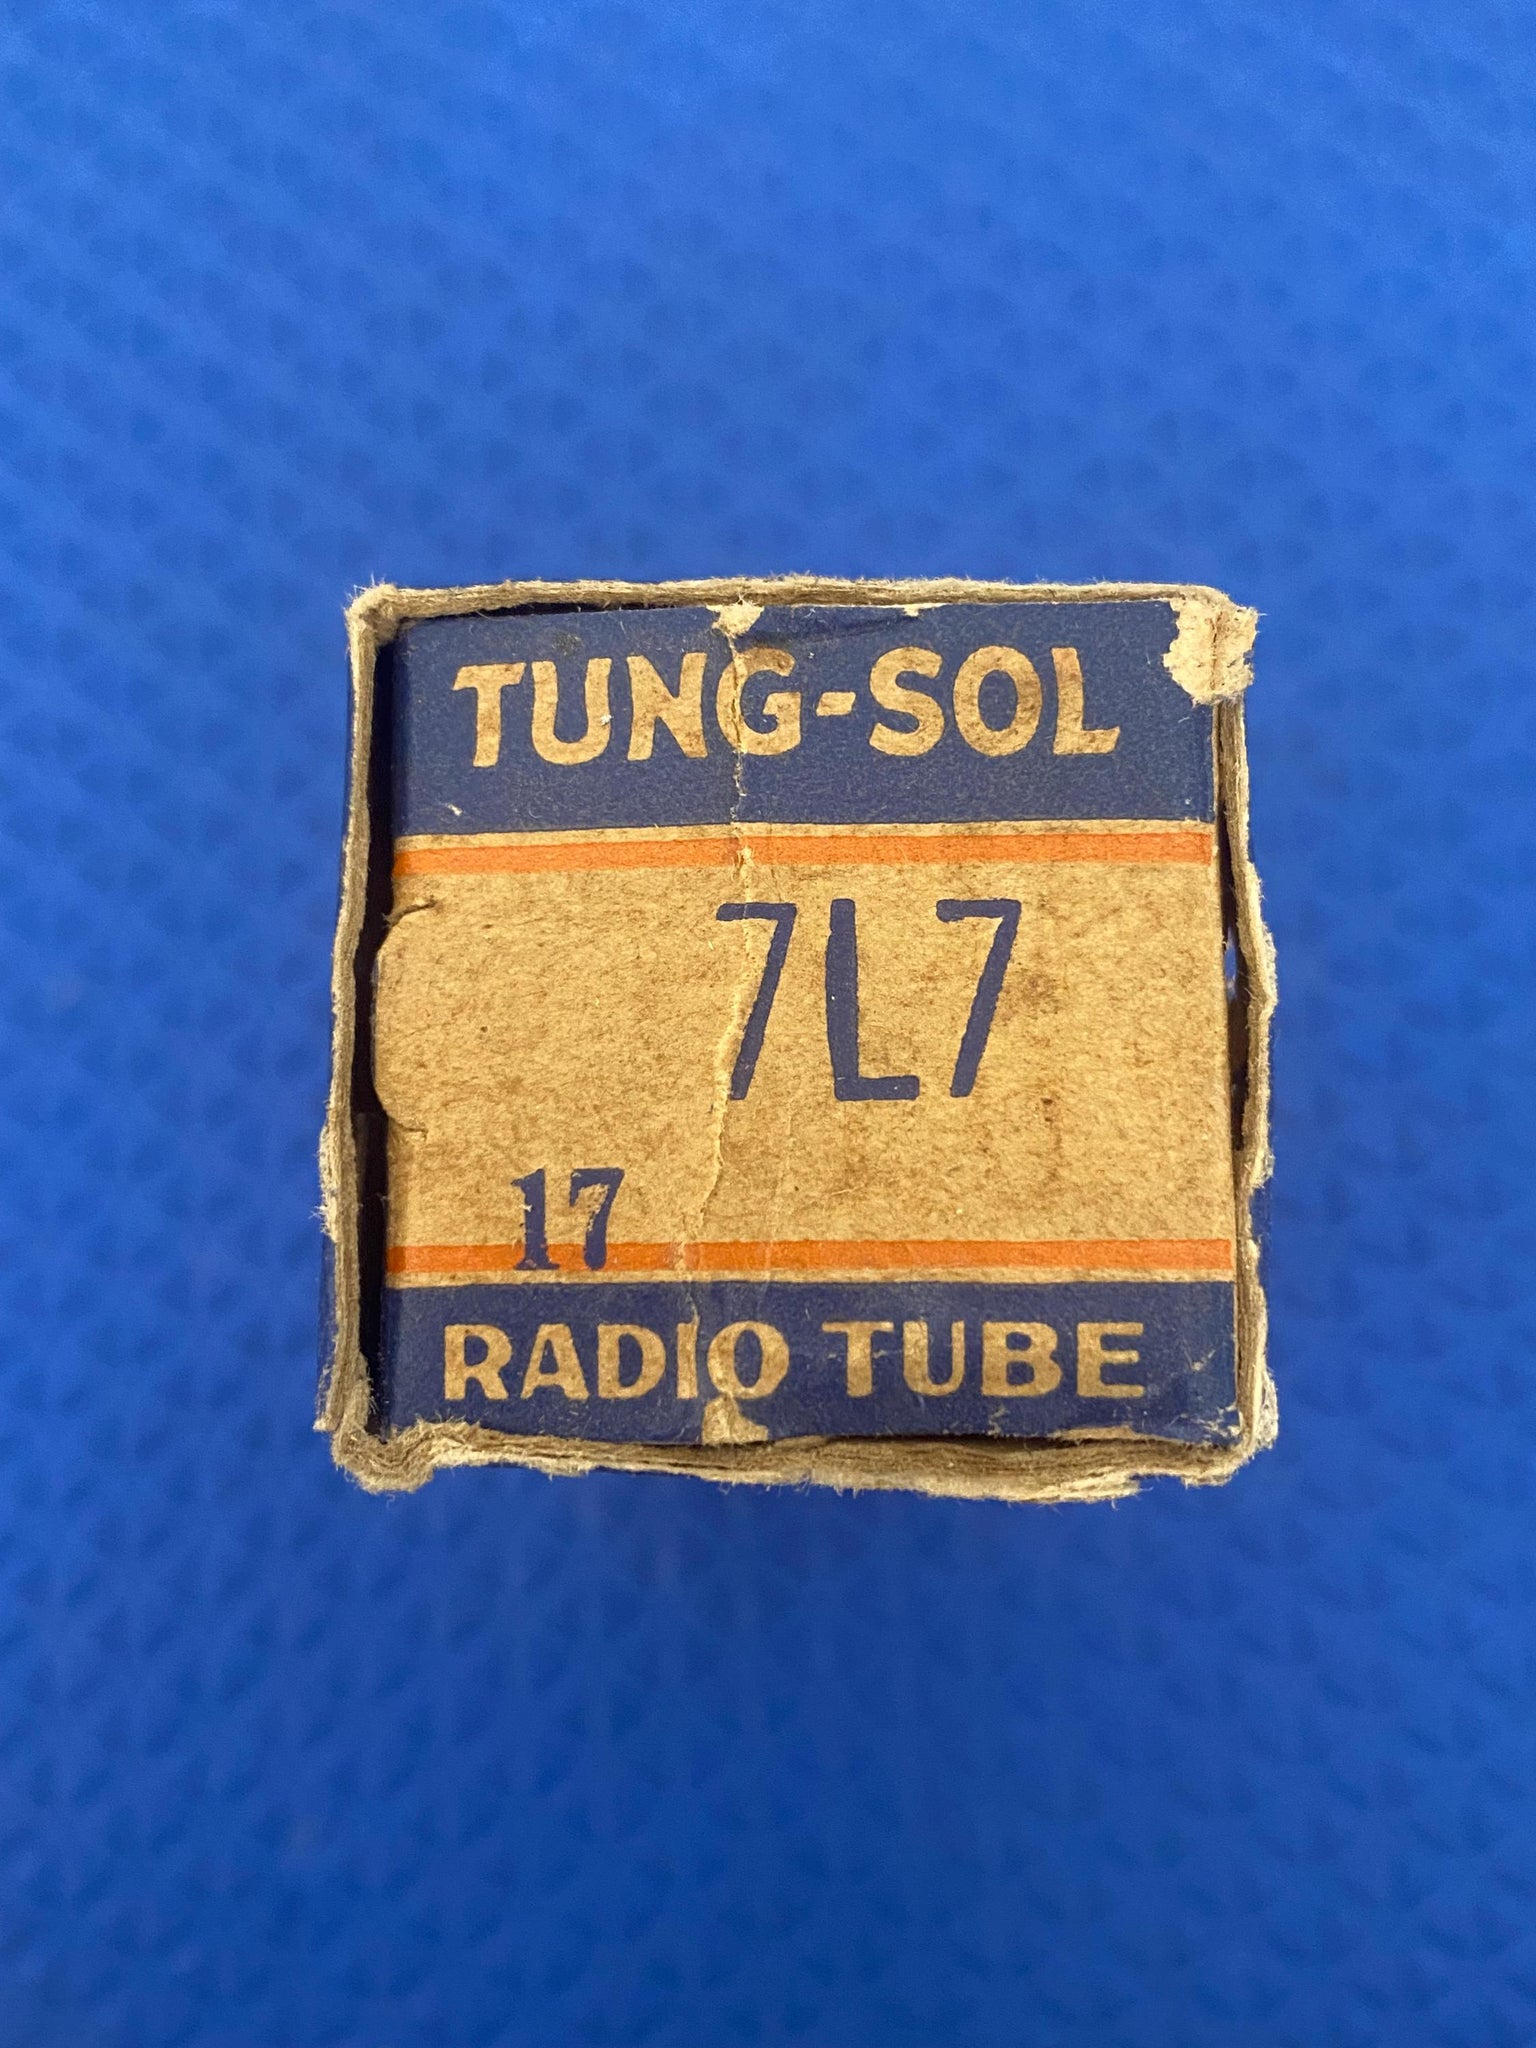 TUNG-SOL
7L7
17
RADIO TUBE